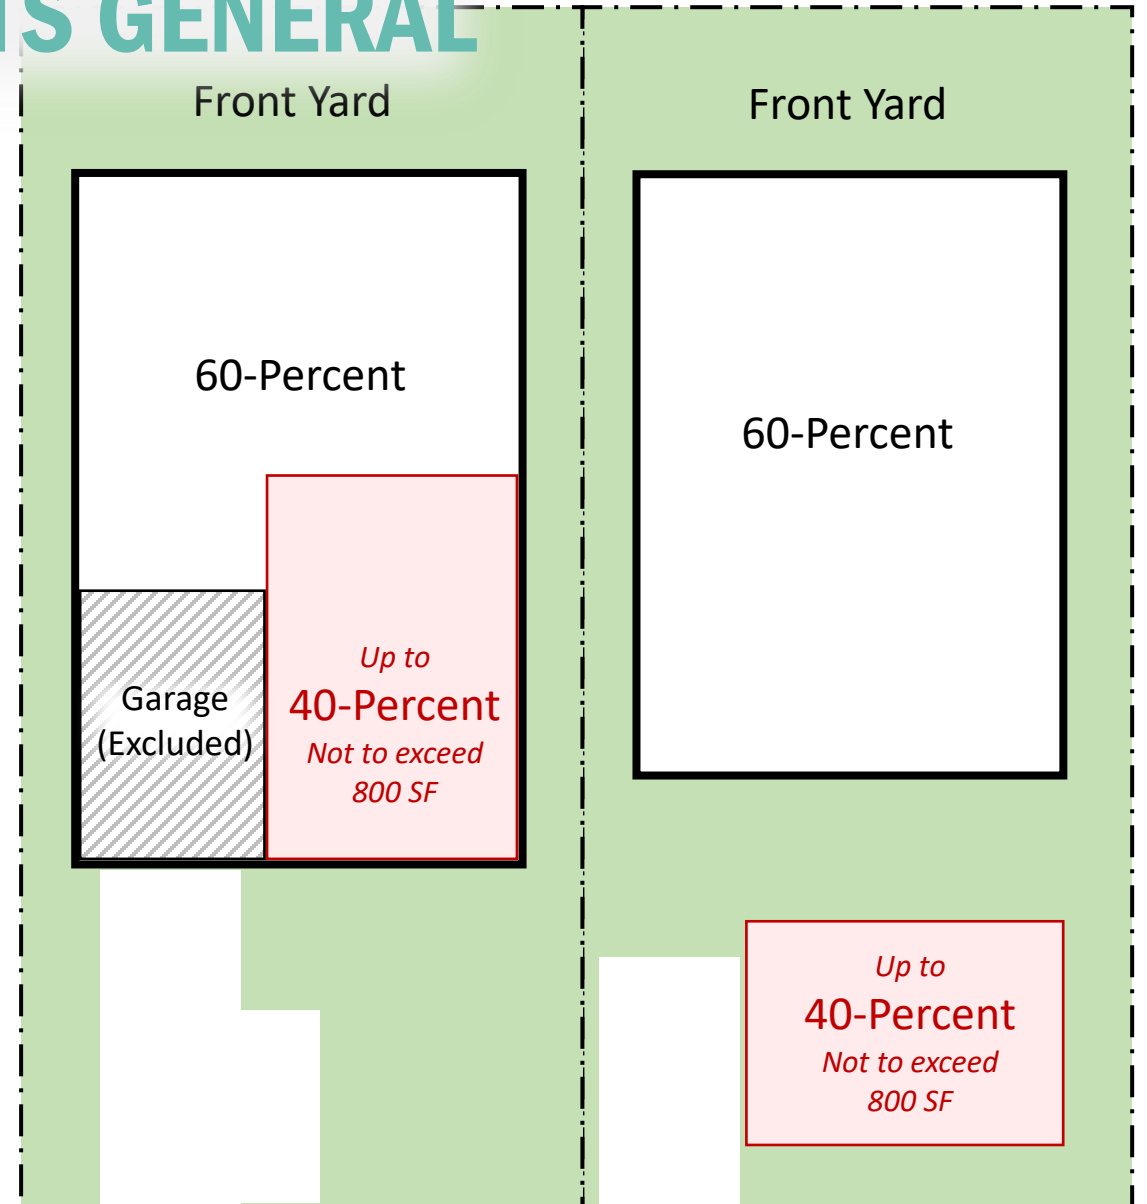 GENERAL
Front Yard
60-Percent
Garage
(Excluded)
Up to
40-Percent
Not to exceed
800 SF
Front Yard
60-Percent
Up to
40-Percent
Not to exceed
800 SF